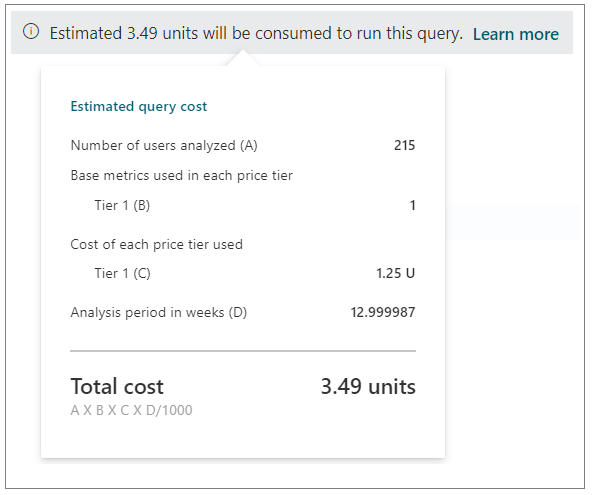 Estimated 3.49 units will be consumed to run this query. Learn more
Estimated query cost
Number of users analyzed (A) 215
Base metrics used in each price tier
Tier 1 (B) 1
Cost of each price tier used
Tier 1 (C) 1.25 U
Analysis period in weeks (D) 12.999987
Total cost 3.49 units
A X B X C X D/1000